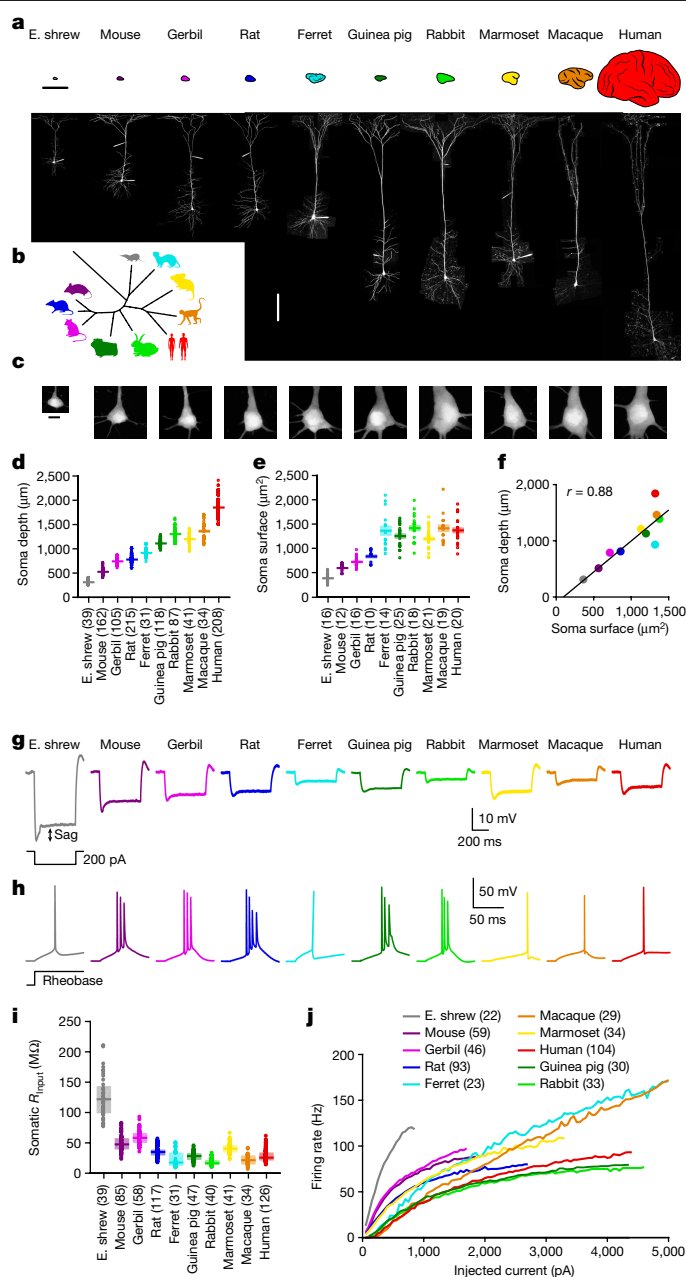 a
E. shrew Mouse Gerbil Rat Ferret Guinea pig Rabbit Marmoset Macaque Human
b
c
d
Soma depth (µm)
2,500
2,000
1,500
1,000
500
0
E. shrew (39)
Mouse (162)
Gerbil (105)
Rat (215)
Ferret (31)
Guinea pig (118)
Rabbit 87)
Marmoset (41)
Macaque (34)
Human (208)
e
Soma surface (µm²)
2,500
2,000
1,500
1,000
500
0
E. shrew (16)
Mouse (12)
Gerbil (16)
Rat (10)
Ferret (14)
Guinea pig (25)
Rabbit (18)
Marmoset (21)
Macaque (19)
Human (20)
f
r = 0.88
Soma depth (µm)
2,000
1,000
0
0 500 1,000 1,500
Soma surface (µm²)
g
E. shrew Mouse Gerbil Rat Ferret Guinea pig Rabbit Marmoset Macaque Human
Sag
200 pA
10 mV
200 ms
h
50 mV
50 ms
Rheobase
i
Somatic RInput (MΩ)
250
200
150
100
50
0
E. shrew (39)
Mouse (85)
Gerbil (58)
Rat (117)
Ferret (31)
Guinea pig (47)
Rabbit (40)
Marmoset (41)
Macaque (34)
Human (126)
j
E. shrew (22)
Mouse (59)
Gerbil (46)
Rat (93)
Ferret (23)
Macaque (29)
Marmoset (34)
Human (104)
Guinea pig (30)
Rabbit (33)
Firing rate (Hz)
200
150
100
50
0
0 1,000 2,000 3,000 4,000 5,000
Injected current (pA)